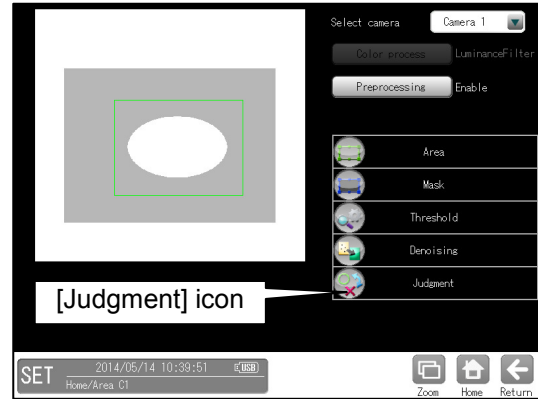 Select camera Camera 1
Color process LuminanceFilter
Preprocessing Enable
Area
Mask
Threshold
Denoising
Judgment
[Judgment] icon
SET 2014/05/14 10:39:51 USB
Home/Area C1
Zoom Home Return